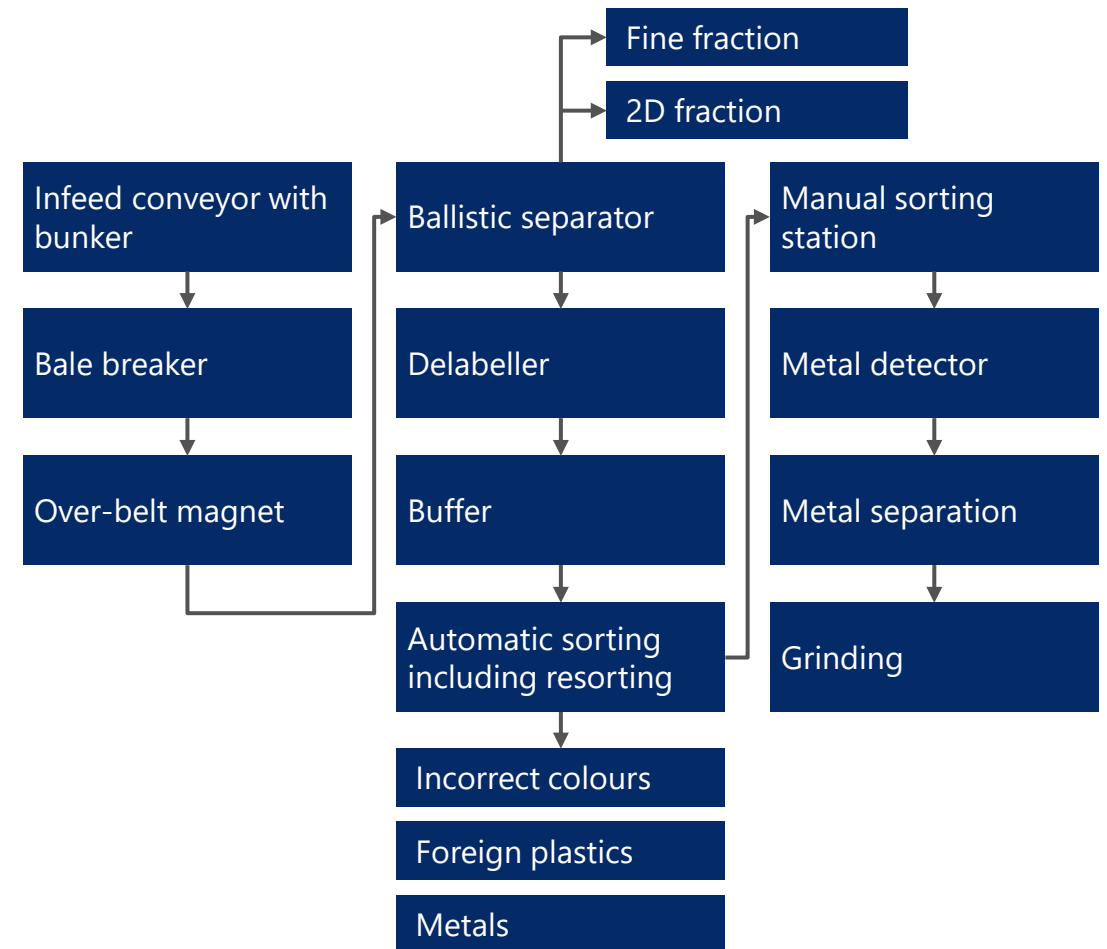 Fine fraction
2D fraction
Infeed conveyor with
bunker
Bale breaker
Over-belt magnet
Ballistic separator
Delabeller
Buffer
Automatic sorting
including resorting
Incorrect colours
Foreign plastics
Metals
Manual sorting
station
Metal detector
Metal separation
Grinding